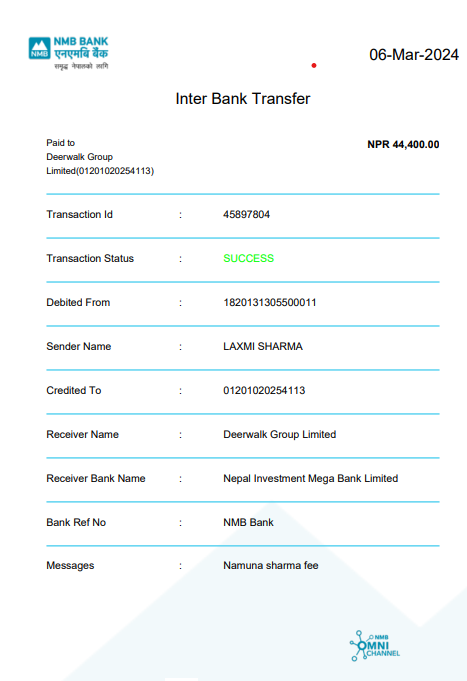 NMB BANK
एनएमबि बैंक
NMB
समृद्ध नेपालको लागि
06-Mar-2024
Inter Bank Transfer
Paid to
Deerwalk Group
Limited(01201020254113)
NPR 44,400.00
Transaction Id : 45897804
Transaction Status : SUCCESS
Debited From : 1820131305500011
Sender Name : LAXMI SHARMA
Credited To : 01201020254113
Receiver Name : Deerwalk Group Limited
Receiver Bank Name : Nepal Investment Mega Bank Limited
Bank Ref No : NMB Bank
Messages : Namuna sharma fee
NMB
OMNI
CHANNEL